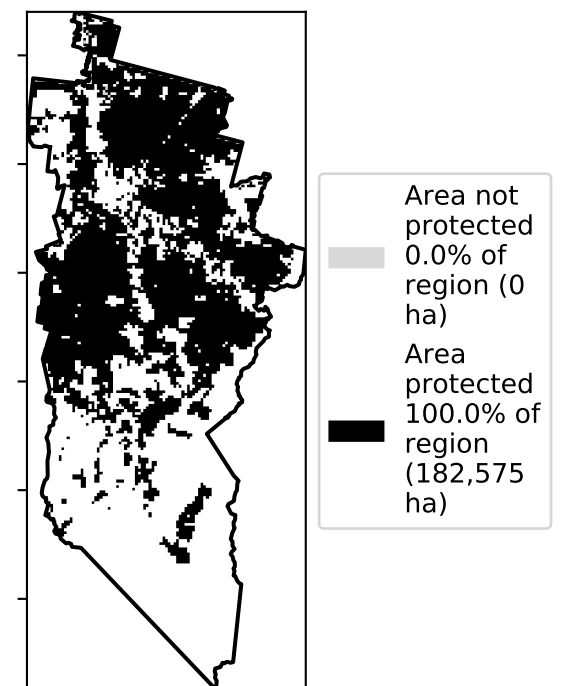 Area not
protected
0.0% of
region (0
ha)
Area
protected
100.0% of
region
(182,575
ha)